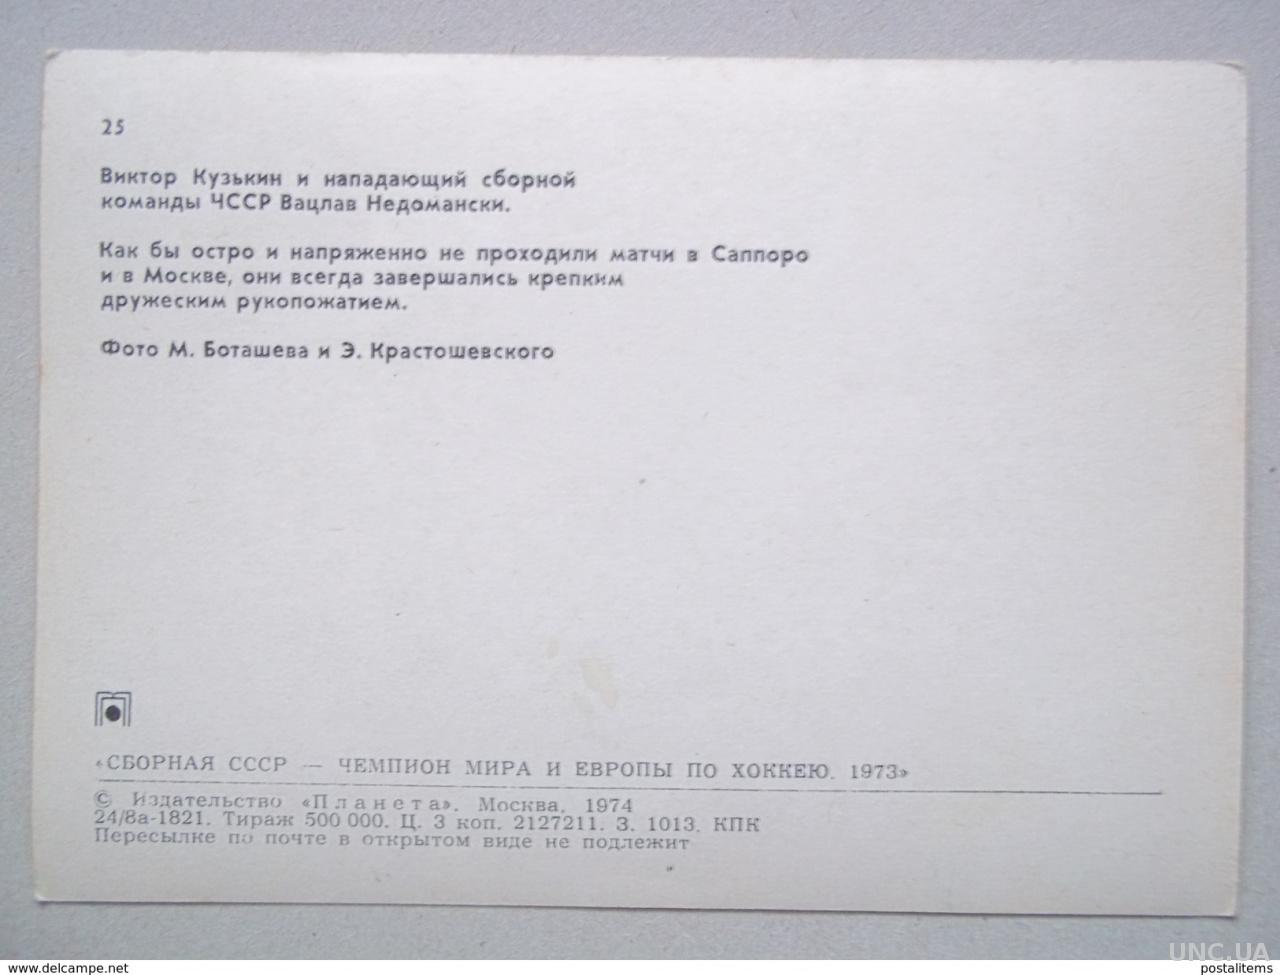 25
Виктор Кузькин и нападающий сборной
команды ЧССР Вацлав Недомански.
Как бы остро и напряженно не проходили матчи в Саппоро
и в Москве, они всегда завершались крепким
дружеским рукопожатием.
Фото М. Боташева и Э. Крастошевского
«СБОРНАЯ СССР — ЧЕМПИОН МИРА И ЕВРОПЫ ПО ХОККЕЮ. 1973»
© Издательство «Планета». Москва. 1974
24/8а-1821. Тираж 500 000. Ц. 3 коп. 2127211. З. 1013. КПК
Пересылке по почте в открытом виде не подлежит
UNC.UA
www.delcampe.net
postalitems